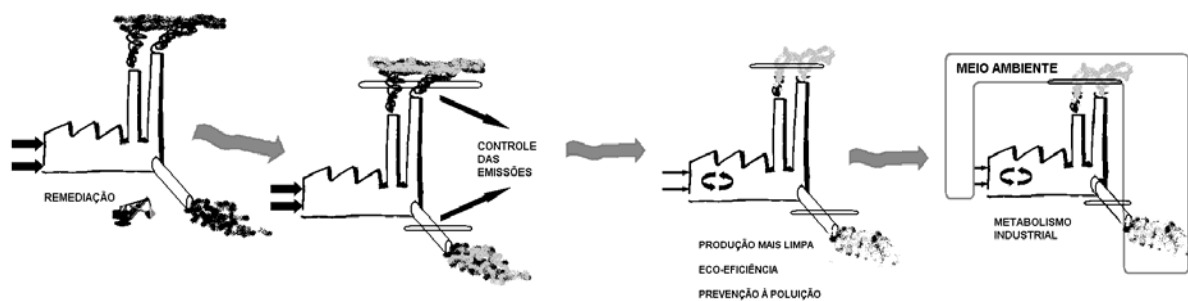 REMEDIAÇÃO
CONTROLE
DAS
EMISSÕES
PRODUÇÃO MAIS LIMPA
ECO-EFICIÊNCIA
PREVENÇÃO À POLUIÇÃO
MEIO AMBIENTE
METABOLISMO
INDUSTRIAL